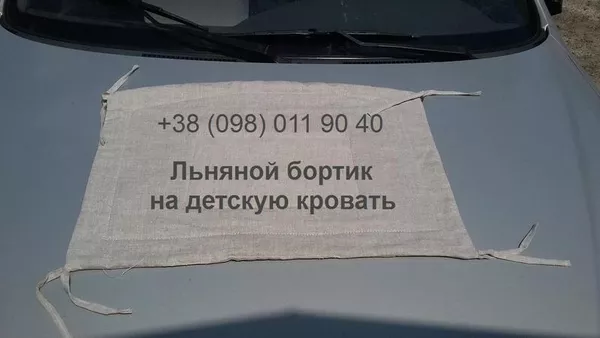 +38 (098) 011 90 40
Льняной бортик
на детскую кровать